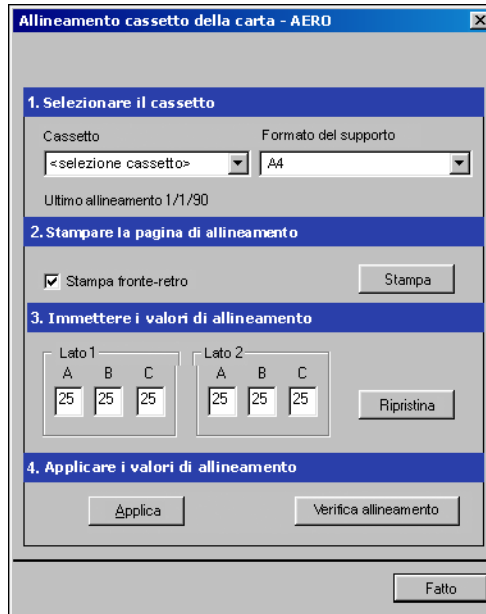 Allineamento cassetto della carta - AERO
1. Selezionare il cassetto
Cassetto Formato del supporto
<selezione cassetto> A4
Ultimo allineamento 1/1/90
2. Stampare la pagina di allineamento
Stampa fronte-retro Stampa
3. Immettere i valori di allineamento
Lato 1 Lato 2
A B C A B C
25 25 25 25 25 25
Ripristina
4. Applicare i valori di allineamento
Applica Verifica allineamento
Fatto